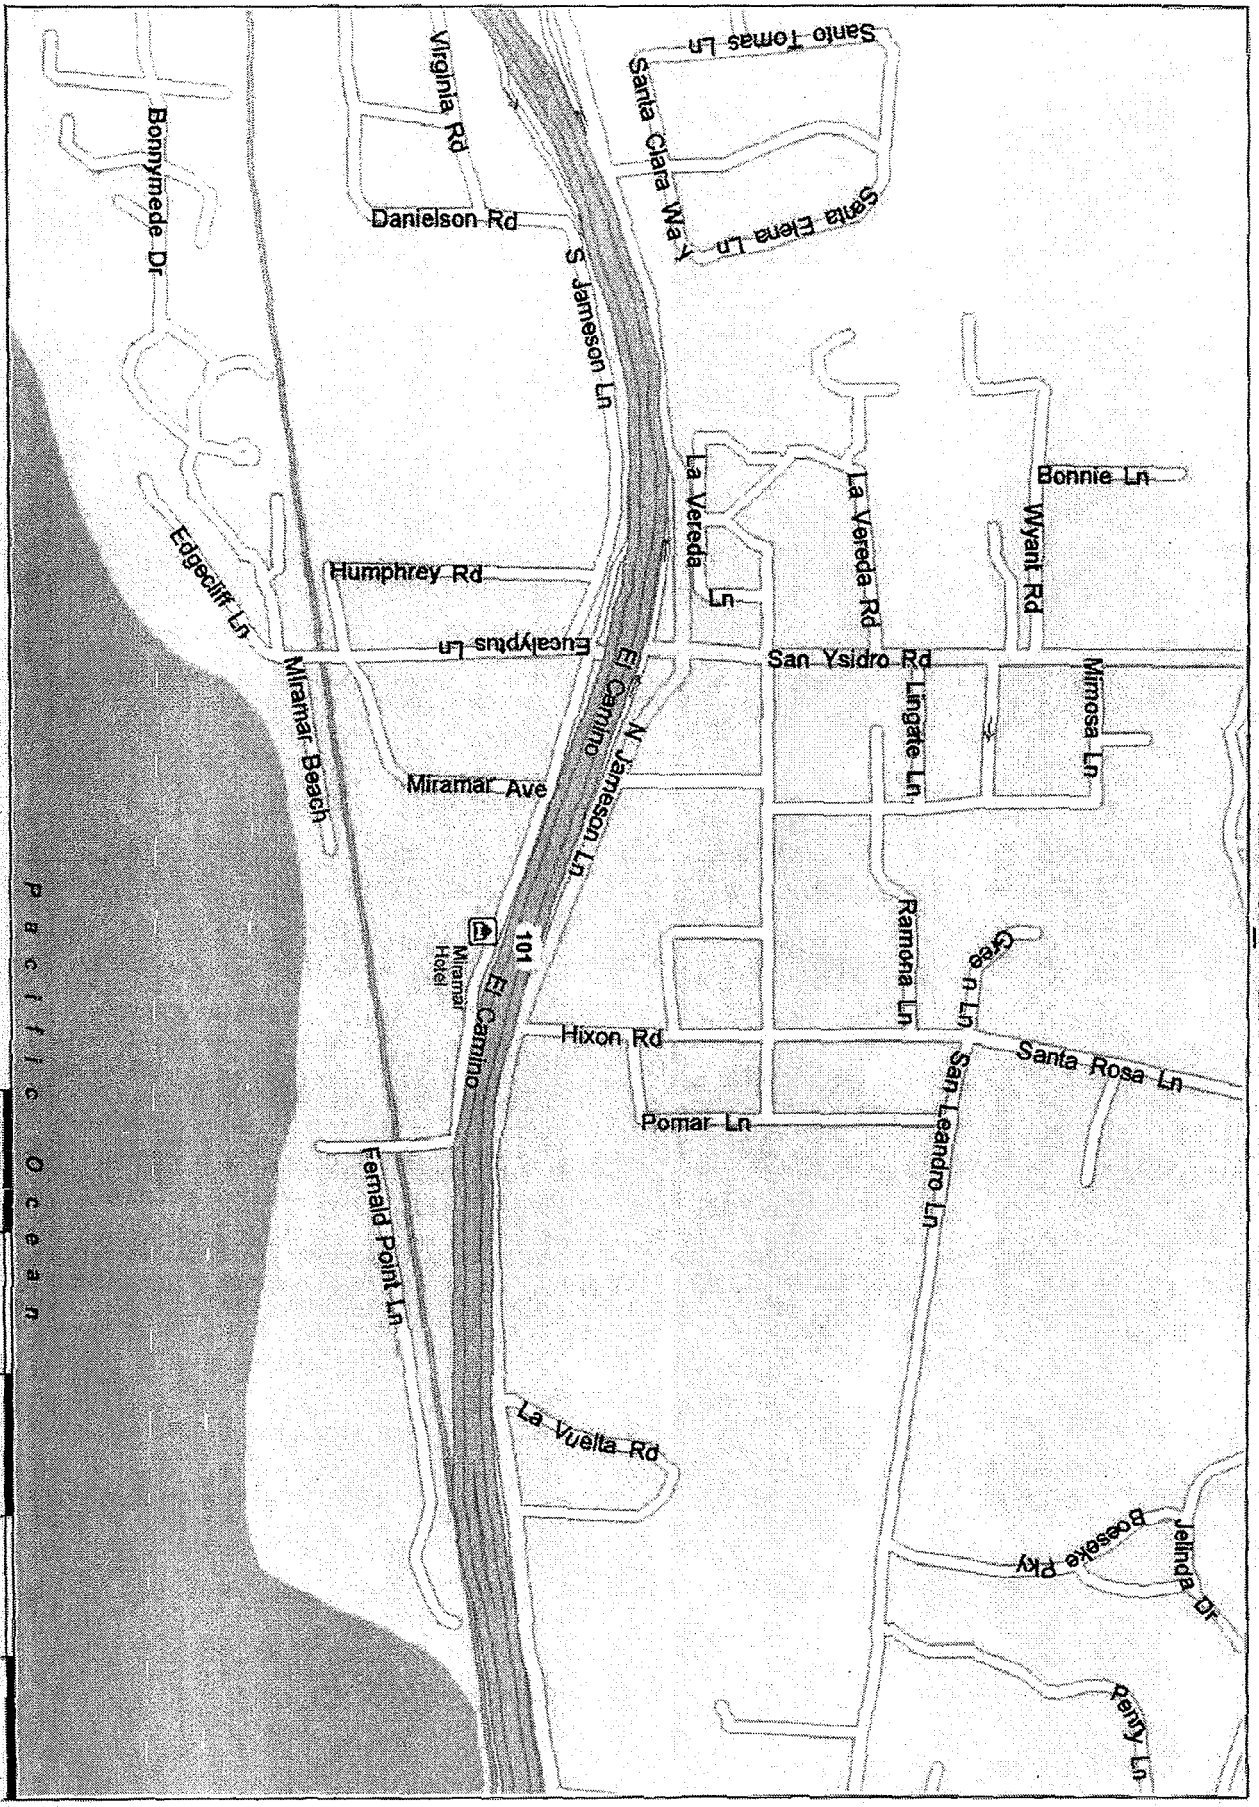 Santo Tomas Ln
Virginia Rd
Santa Clara Wa
Y
Bonnymede Dr
Danielson Rd
Santa Elena Ln
S Jameson Ln
La Vereda
Ln
La Vereda Rd
Bonnie Ln
Wyant Rd
Edgecliff Ln
Humphrey Rd
Eucalyptus Ln
El Camino
San Ysidro Rd
Lingate Ln
Mimosa Ln
Miramar Beach
Miramar Ave
N Jameson Ln
Ramona Ln
Gree
n Ln
101
Miramar
Hotel
El Camino
Hixon Rd
Santa Rosa Ln
San Leandro Ln
Pomar Ln
Fernald Point Ln
Pacific Ocean
La Vuelta Rd
Boeseke Pky
Jelinda Dr
Penny Ln